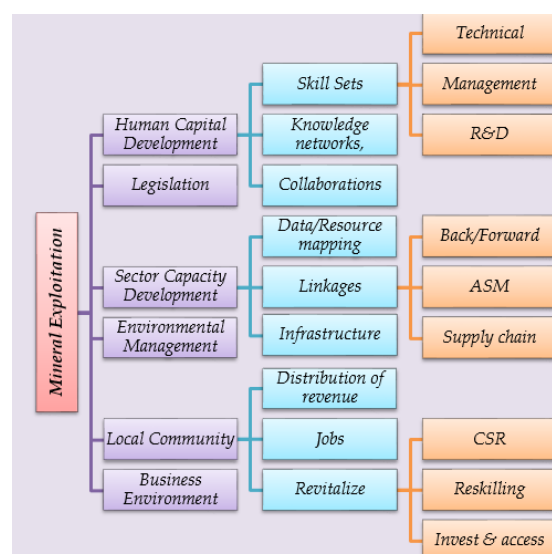 Mineral Exploitation
Human Capital
Development
Legislation
Sector Capacity
Development
Environmental
Management
Local Community
Business
Environment
Skill Sets
Knowledge
networks,
Collaborations
Data/Resource
mapping
Linkages
Infrastructure
Distribution of
revenue
Jobs
Revitalize
Technical
Management
R&D
Back/Forward
ASM
Supply chain
CSR
Reskilling
Invest & access